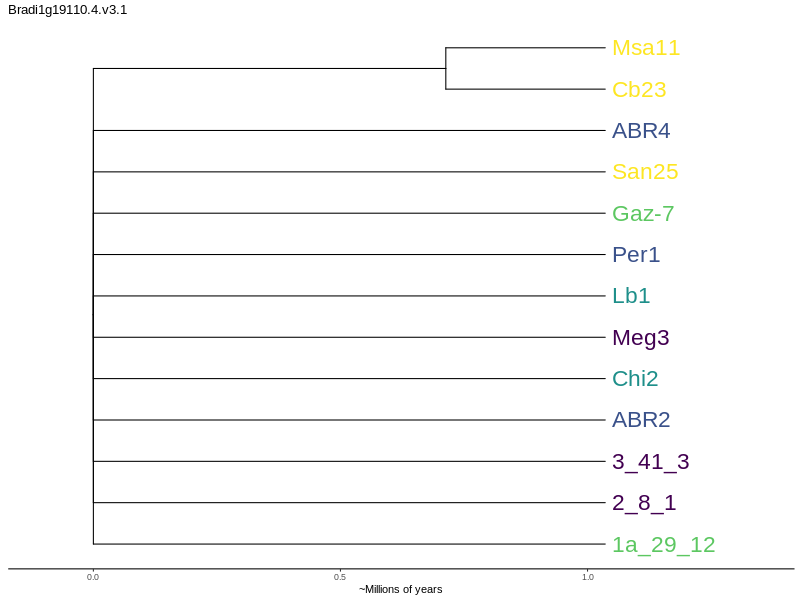 Bradi1g19110.4.v3.1
Msa11
Cb23
ABR4
San25
Gaz-7
Per1
Lb1
Meg3
Chi2
ABR2
3_41_3
2_8_1
1a_29_12
0.0 0.5 1.0
~Millions of years